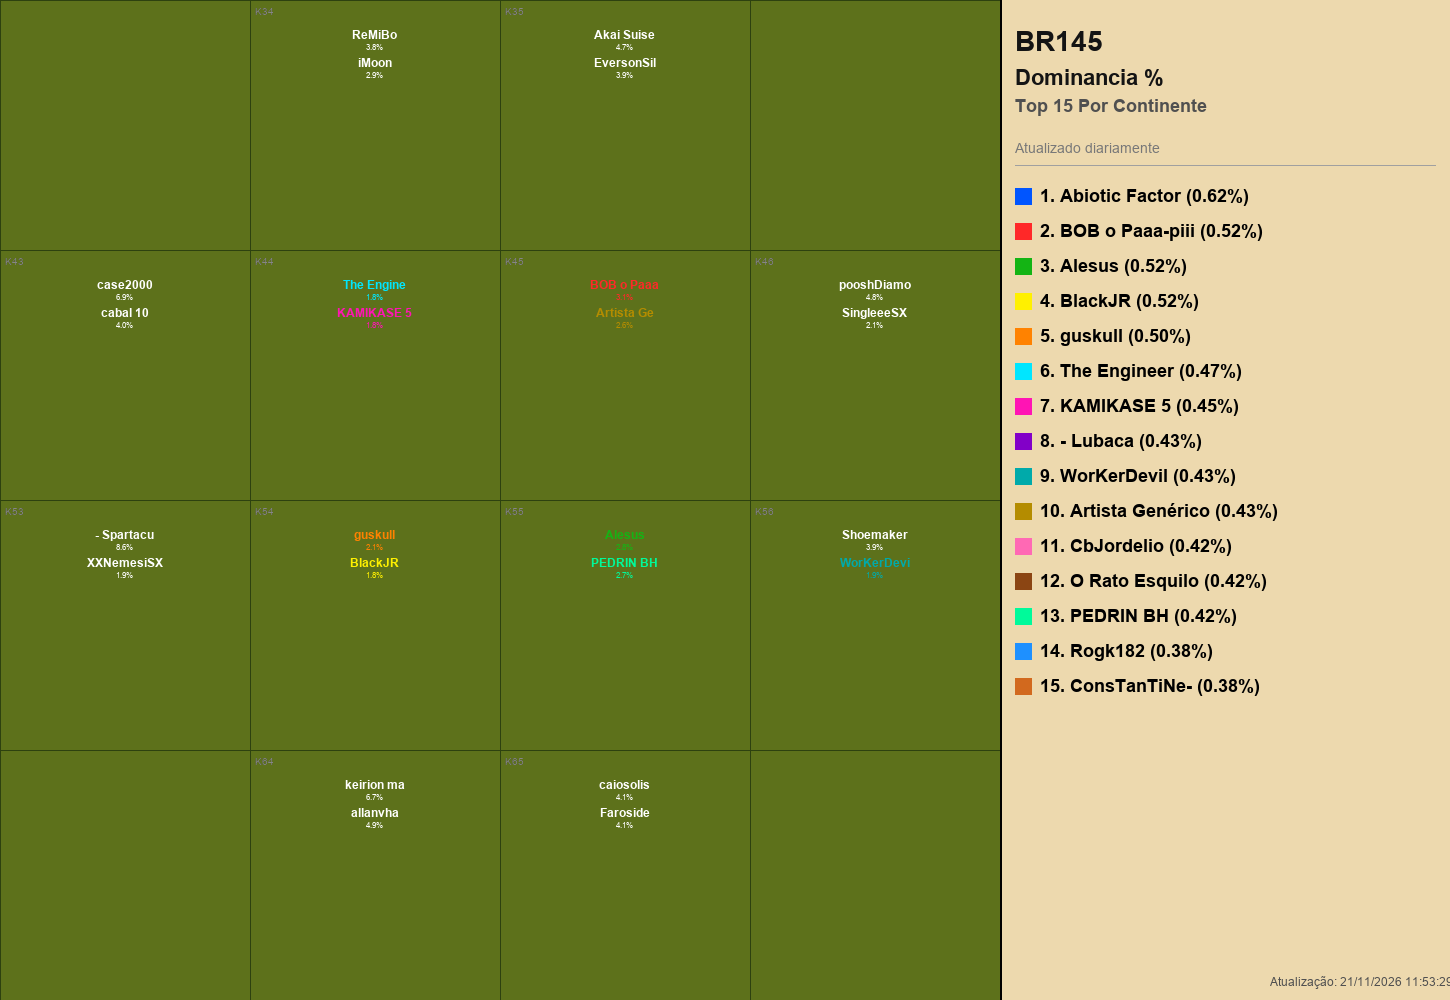 K34
ReMiBo
3.8%
iMoon
2.9%
K35
Akai Suise
4.7%
EversonSil
3.9%
K43
case2000
6.9%
cabal 10
4.0%
K44
The Engine
1.8%
KAMIKASE 5
K45
BOB o Paaa
Artista Ge
2.6%
K46
pooshDiamo
4.8%
SingleeeSX
2.1%
K53
- Spartacu
8.6%
XXNemesiSX
1.9%
K54
guskull
2.1%
BlackJR
1.8%
K55
Alesus
PEDRIN BH
2.7%
K56
Shoemaker
3.9%
WorKerDevi
1.9%
K64
keirion ma
6.7%
allanvha
4.9%
K65
caiosolis
4.1%
Faroside
4.1%
BR145
Dominancia %
Top 15 Por Continente
Atualizado diariamente
1. Abiotic Factor (0.62%)
2. BOB o Paaa-piii (0.52%)
3. Alesus (0.52%)
4. BlackJR (0.52%)
5. guskull (0.50%)
6. The Engineer (0.47%)
7. KAMIKASE 5 (0.45%)
8. - Lubaca (0.43%)
9. WorKerDevil (0.43%)
10. Artista Genérico (0.43%)
11. CbJordelio (0.42%)
12. O Rato Esquilo (0.42%)
13. PEDRIN BH (0.42%)
14. Rogk182 (0.38%)
15. ConsTanTiNe- (0.38%)
Atualização: 21/11/2026 11:53:29